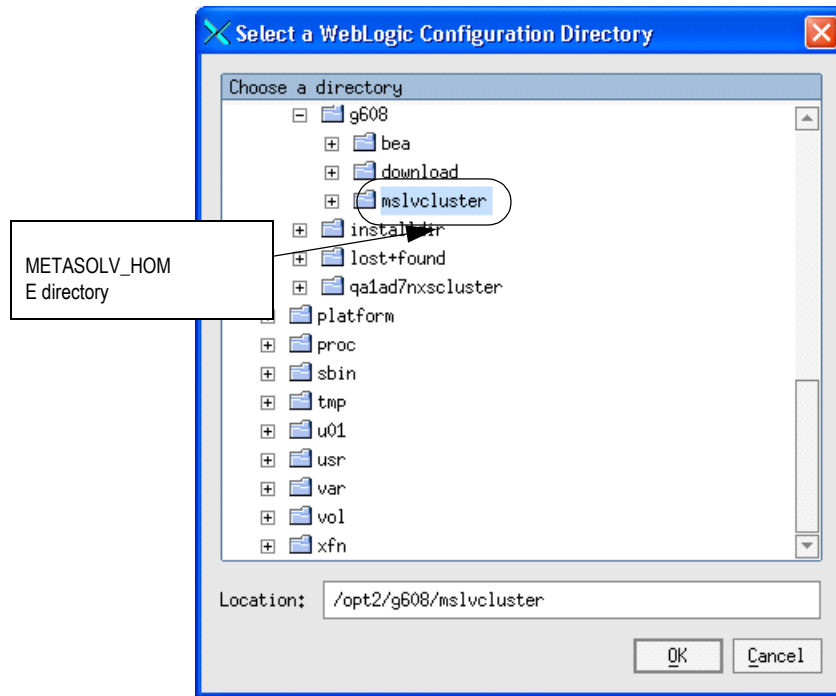 Select a WebLogic Configuration Directory
Choose a directory
g608
bea
download
mslvcluster
installdir
lost+found
qa1ad7nxscluster
METASOLV_HOM
E directory
platform
proc
sbin
tmp
u01
usr
var
vol
xfn
Location: /opt2/g608/mslvcluster
OK Cancel